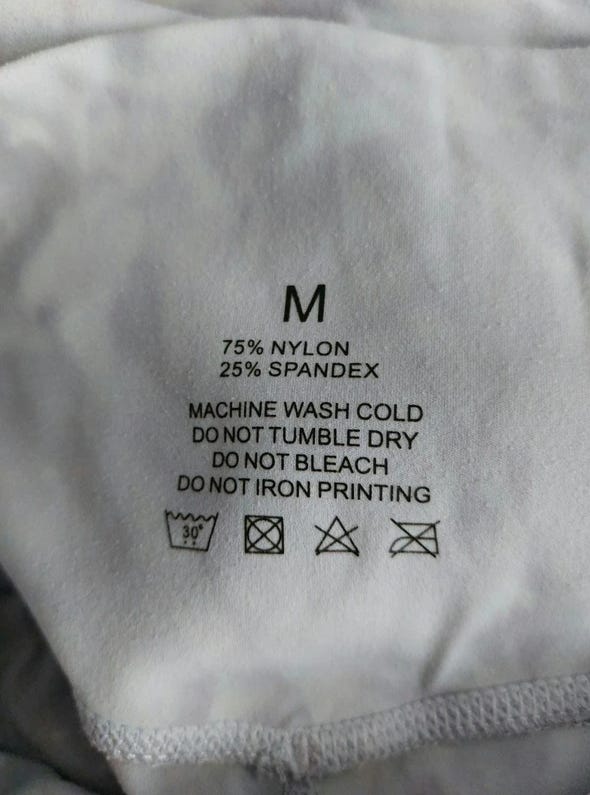 M
75% NYLON
25% SPANDEX
MACHINE WASH COLD
DO NOT TUMBLE DRY
DO NOT BLEACH
DO NOT IRON PRINTING
30°